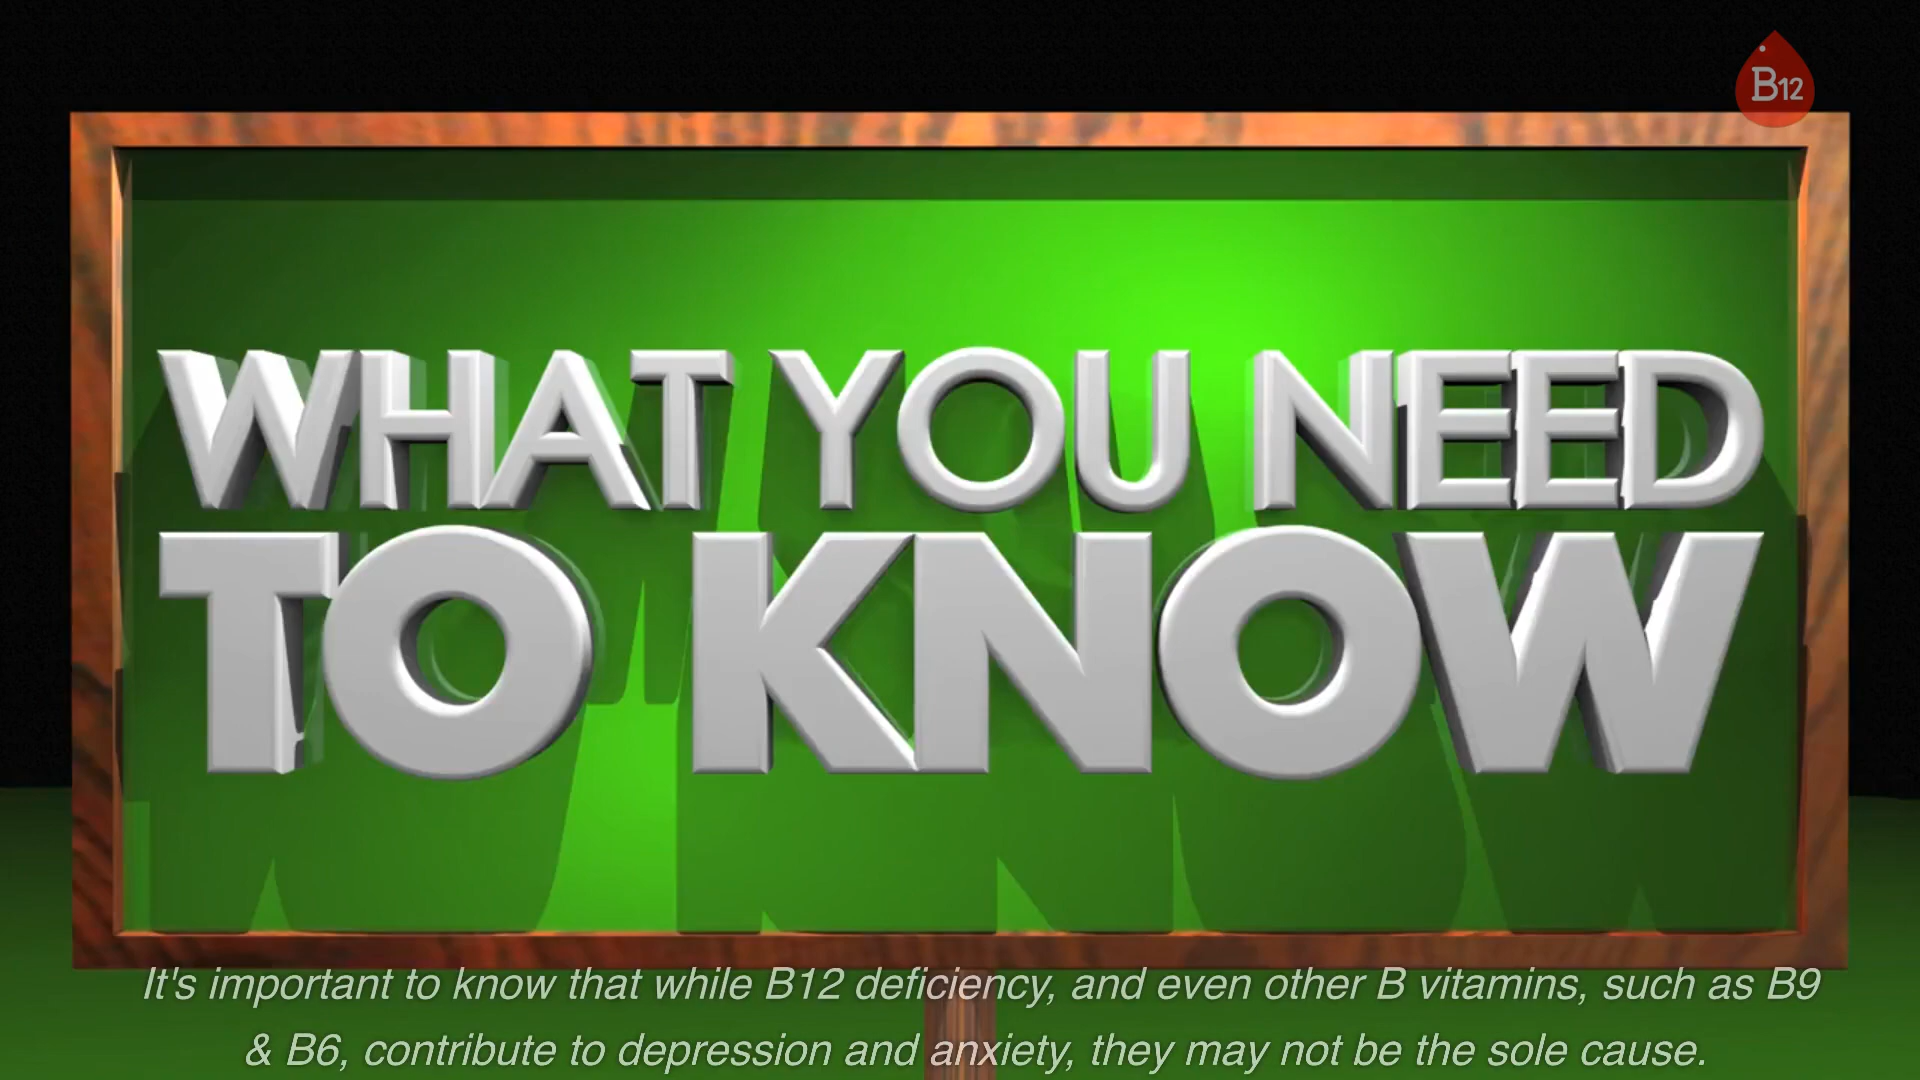 B12
WHAT YOU NEED
TO KNOW
It's important to know that while B12 deficiency, and even other B vitamins, such as B9
& B6, contribute to depression and anxiety, they may not be the sole cause.